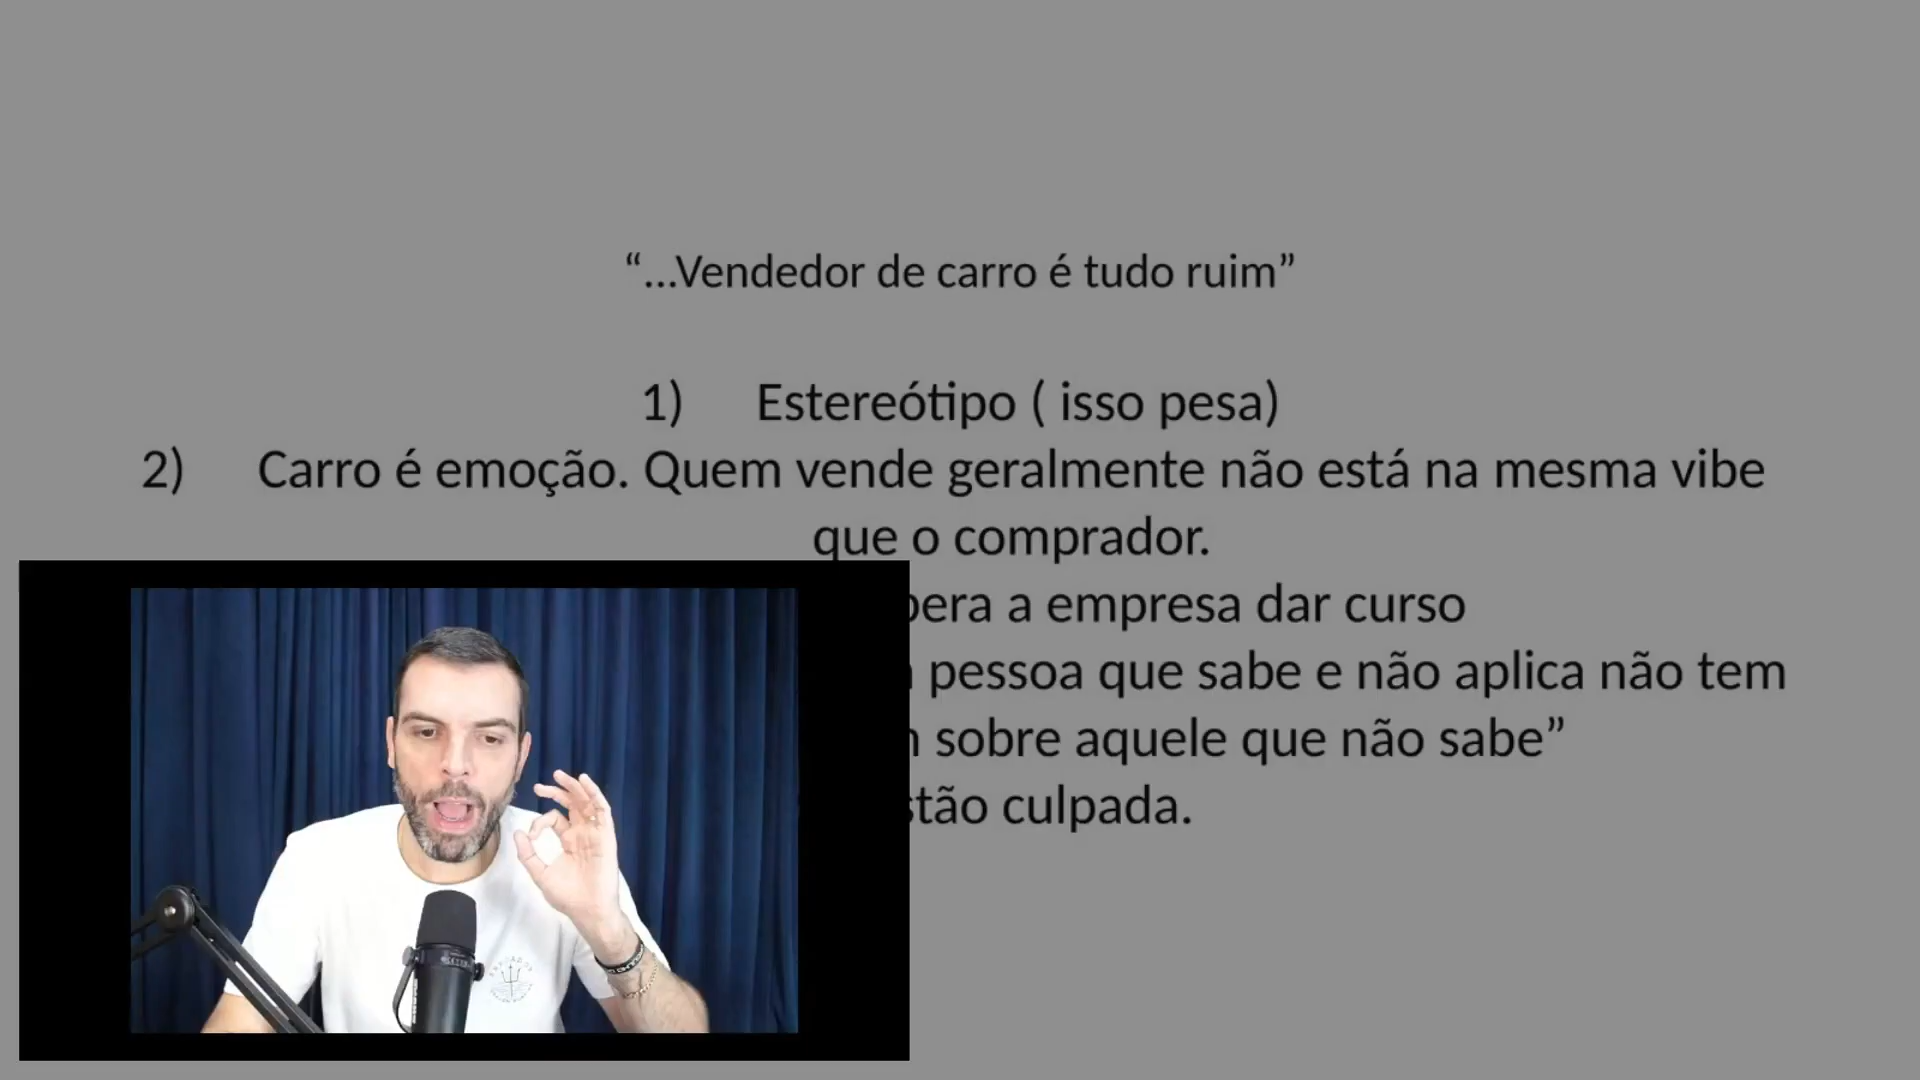 “…Vendedor de carro é tudo ruim”
1) Estereótipo ( isso pesa)
2) Carro é emoção. Quem vende geralmente não está na mesma vibe
que o comprador.
a empresa dar curso
pessoa que sabe e não aplica não tem
sobre aquele que não sabe”
culpada.